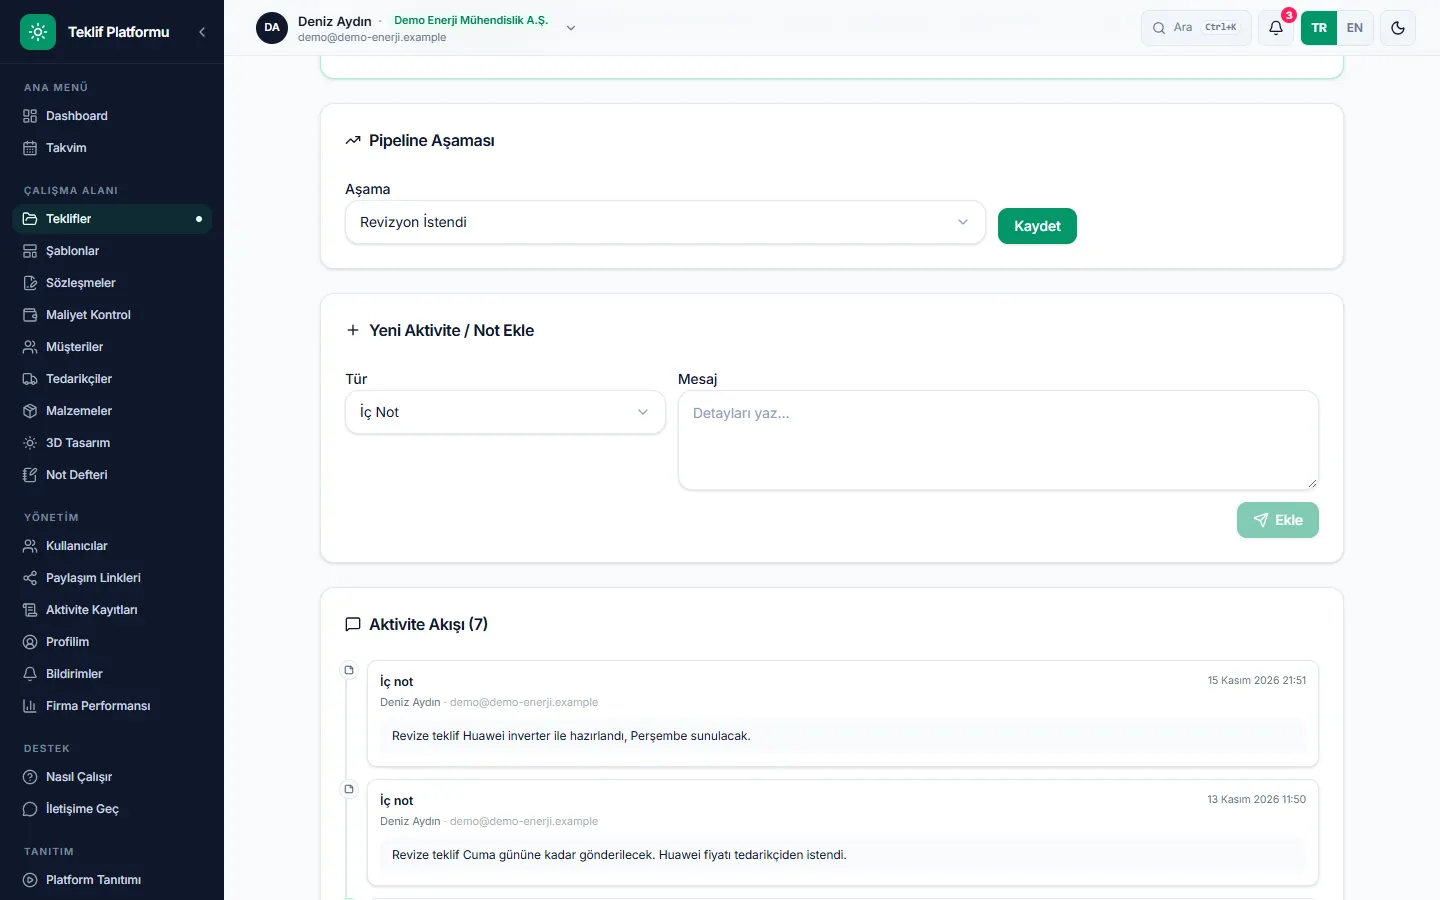 Teklif Platformu
ANA MENÜ
Dashboard
Takvim
ÇALIŞMA ALANI
Teklifler
Şablonlar
Sözleşmeler
Maliyet Kontrol
Müşteriler
Tedarikçiler
Malzemeler
3D Tasarım
Not Defteri
YÖNETİM
Kullanıcılar
Paylaşım Linkleri
Aktivite Kayıtları
Profilim
Bildirimler
Firma Performansı
DESTEK
Nasıl Çalışır
İletişime Geç
TANITIM
Platform Tanıtımı
DA
Deniz Aydın · Demo Enerji Mühendislik A.Ş.
demo@demo-enerji.example
Ara Ctrl+K
3
TR EN
Pipeline Aşaması
Aşama
Revizyon İstendi
Kaydet
Yeni Aktivite / Not Ekle
Tür
İç Not
Mesaj
Detayları yaz...
Ekle
Aktivite Akışı (7)
İç not 15 Kasım 2026 21:51
Deniz Aydın · demo@demo-enerji.example
Revize teklif Huawei inverter ile hazırlandı, Perşembe sunulacak.
İç not 13 Kasım 2026 11:50
Deniz Aydın · demo@demo-enerji.example
Revize teklif Cuma gününe kadar gönderilecek. Huawei fiyatı tedarikçiden istendi.